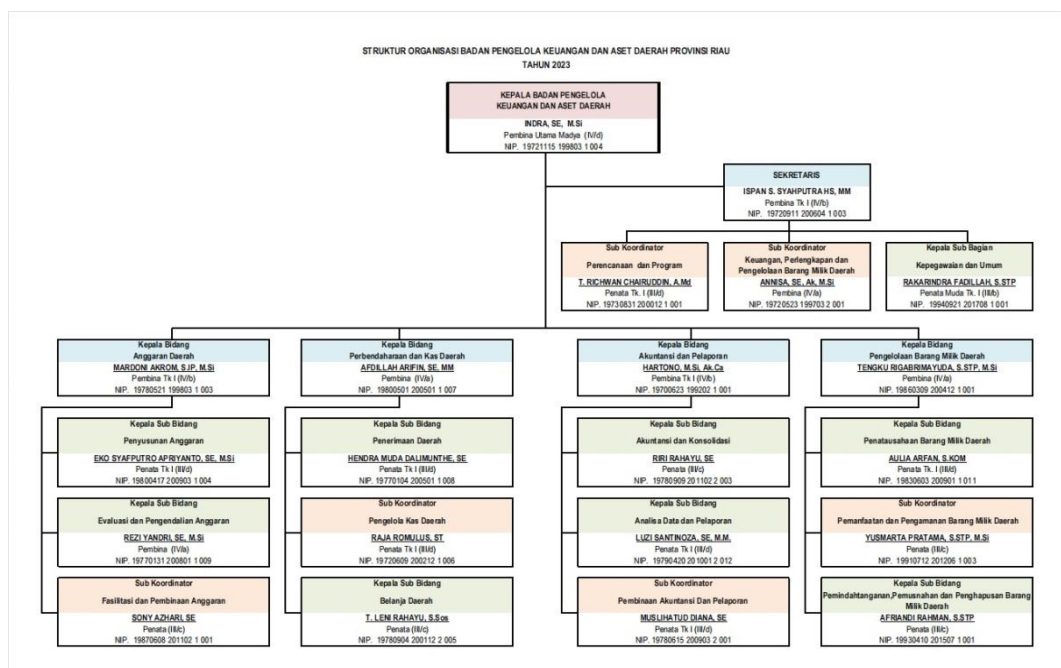 STRUKTUR ORGANISASI BADAN PENGELOLA KEUANGAN DAN ASET DAERAH PROVINSI RIAU
TAHUN 2023
KEPALA BADAN PENGELOLA
KEUANGAN DAN ASET DAERAH
INDRA, SE, M.Si
Pembina Utama Madya (IV/d)
NIP. 19721115 199803 1 004
SEKRETARIS
ISPAN S. SYAHPUTRA HS, MM
Pembina Tk I (IV/b)
NIP. 19720911 200604 1 003
Sub Koordinator
Perencanaan dan Program
T. RICHWAN CHAIRUDDIN, A.Md
Penata Tk. I (III/d)
NIP. 19730831 200012 1 001
Sub Koordinator
Keuangan, Perlengkapan dan
Pengelolaan Barang Milik Daerah
ANNISA, SE, Ak, M.Si
Pembina (IV/a)
NIP. 19720523 199703 2 001
Kepala Sub Bagian
Kepegawaian dan Umum
RAKARINDRA FADILLAH, S.STP
Penata Muda Tk. I (III/b)
NIP. 19940921 201708 1 001
Kepala Bidang
Anggaran Daerah
MARDONI AKROM, S.IP, M.Si
Pembina Tk I (IV/b)
NIP. 19780521 199803 1 003
Kepala Bidang
Perbendaharaan dan Kas Daerah
AFDILLAH ARIFIN, SE, MM
Pembina (IV/a)
NIP. 19800501 200501 1 007
Kepala Bidang
Akuntansi dan Pelaporan
HARTONO, M.Si, Ak.Ca
Pembina Tk I (IV/b)
NIP. 19700623 199202 1 001
Kepala Bidang
Pengelolaan Barang Milik Daerah
TENGKU RIGABRIMAYUDA, S.STP, M.Si
Pembina (IV/a)
NIP. 19860309 200412 1 001
Kepala Sub Bidang
Penyusunan Anggaran
EKO SYAFPUTRO APRIYANTO, SE, M.Si
Penata Tk I (III/d)
NIP. 19800417 200903 1 004
Kepala Sub Bidang
Penerimaan Daerah
HENDRA MUDA DALIMUNTHE, SE
Penata Tk I (III/d)
NIP. 19770104 200501 1 008
Kepala Sub Bidang
Akuntansi dan Konsolidasi
RIRI RAHAYU, SE
Penata (III/c)
NIP. 19780909 201102 2 003
Kepala Sub Bidang
Penatausahaan Barang Milik Daerah
AULIA ARFAN, S.KOM
Penata Tk I (III/d)
NIP. 19830603 200901 1 011
Kepala Sub Bidang
Evaluasi dan Pengendalian Anggaran
REZI YANDRI, SE, M.Si
Pembina (IV/a)
NIP. 19770131 200801 1 009
Sub Koordinator
Pengelola Kas Daerah
RAJA ROMULUS, ST
Penata Tk I (III/d)
NIP. 19720609 200212 1 006
Kepala Sub Bidang
Analisa Data dan Pelaporan
LUZI SANTINOZA, SE, M.M.
Penata Tk I (III/d)
NIP. 19790420 201001 2 012
Sub Koordinator
Pemanfaatan dan Pengamanan Barang Milik Daerah
YUSMARTA PRATAMA, S.STP, M.Si
Penata (III/c)
NIP. 19910712 201206 1 003
Sub Koordinator
Fasilitasi dan Pembinaan Anggaran
SONY AZHARI, SE
Penata (III/c)
NIP. 19870608 201102 1 001
Kepala Sub Bidang
Belanja Daerah
T. LENI RAHAYU, S.Sos
Penata (III/c)
NIP. 19780904 200112 2 005
Sub Koordinator
Pembinaan Akuntansi Dan Pelaporan
MUSLIHATUD DIANA, SE
Penata Tk I (III/d)
NIP. 19780615 200903 2 001
Kepala Sub Bidang
Pemindahtanganan,Pemusnahan dan Penghapusan Barang
Milik Daerah
AFRIANDI RAHMAN, S.STP
Penata (III/c)
NIP. 19930410 201507 1 001